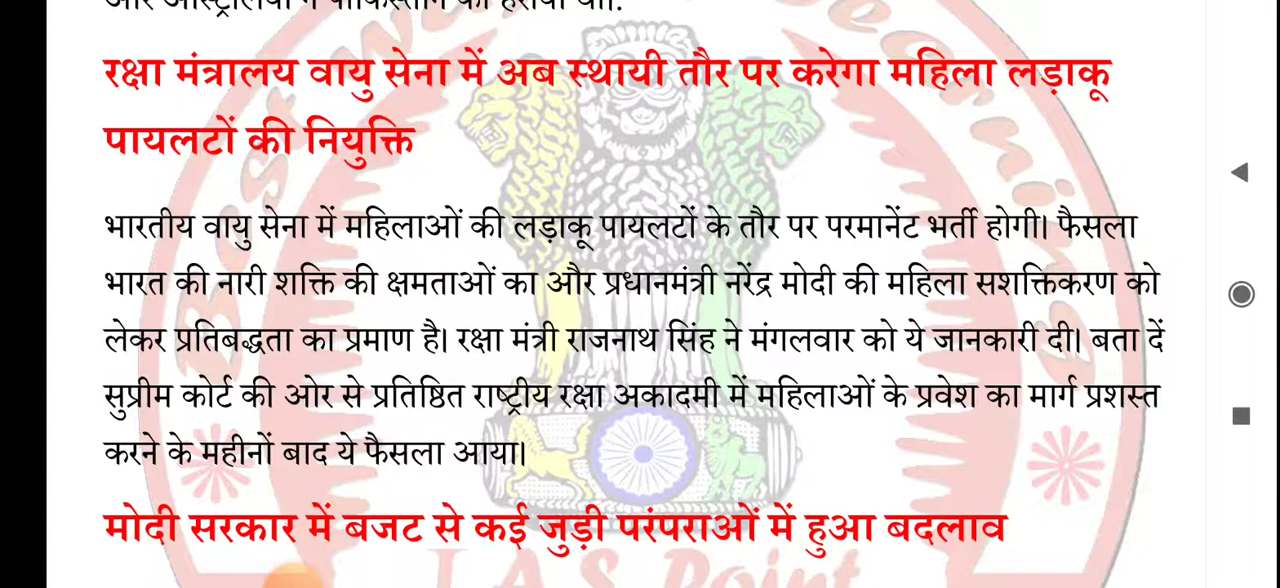 रक्षा मंत्रालय वायु सेना में अब स्थायी तौर पर करेगा महिला लड़ाकू
पायलटों की नियुक्ति
भारतीय वायु सेना में महिलाओं की लड़ाकू पायलटों के तौर पर परमानेंट भर्ती होगी। फैसला
भारत की नारी शक्ति की क्षमताओं का और प्रधानमंत्री नरेंद्र मोदी की महिला सशक्तिकरण को
लेकर प्रतिबद्धता का प्रमाण है। रक्षा मंत्री राजनाथ सिंह ने मंगलवार को ये जानकारी दी। बता दें
सुप्रीम कोर्ट की ओर से प्रतिष्ठित राष्ट्रीय रक्षा अकादमी में महिलाओं के प्रवेश का मार्ग प्रशस्त
करने के महीनों बाद ये फैसला आया।
मोदी सरकार में बजट से कई जुड़ी परंपराओं में हुआ बदलाव
I.A.S Point